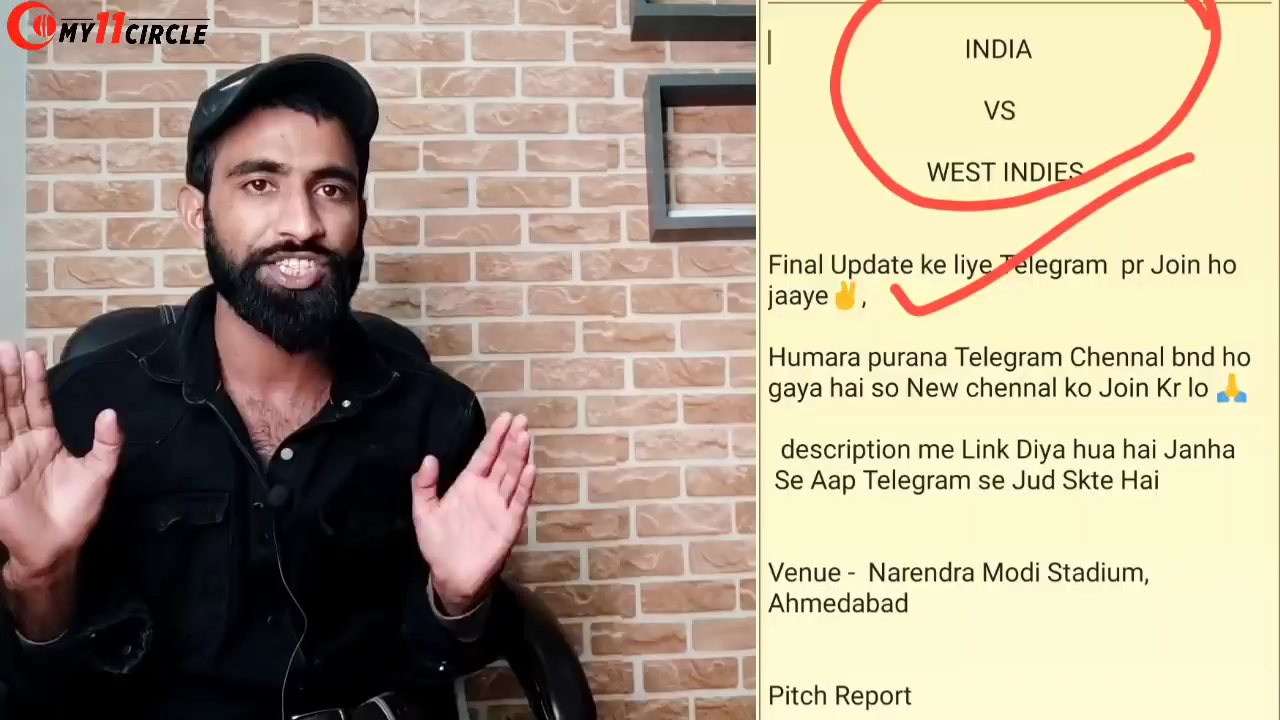 MY11CIRCLE
INDIA
VS
WEST INDIES
Final Update ke liye Telegram pr Join ho
jaaye✌️,
Humara purana Telegram Chennal bnd ho
gaya hai so New chennal ko Join Kr lo 🙏
description me Link Diya hua hai Janha
Se Aap Telegram se Jud Skte Hai
Venue - Narendra Modi Stadium,
Ahmedabad
Pitch Report